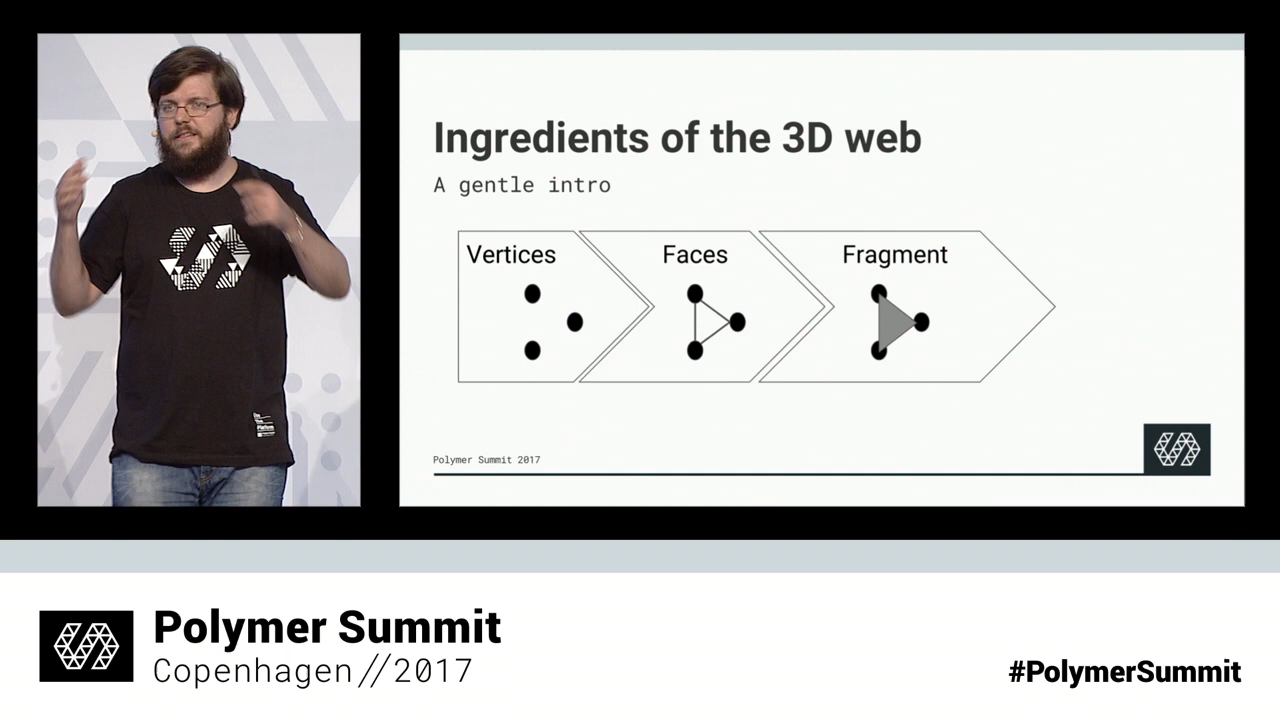 Ingredients of the 3D web
A gentle intro
Vertices
Faces
Fragment
Polymer Summit 2017
Polymer Summit
Copenhagen//2017
#PolymerSummit